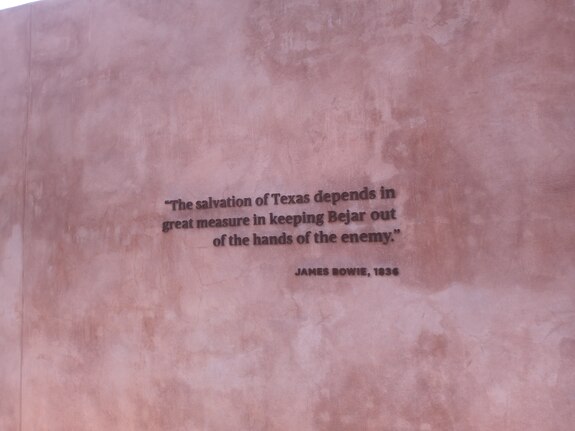 “The salvation of Texas depends in
great measure in keeping Bejar out
of the hands of the enemy.”
JAMES BOWIE, 1836